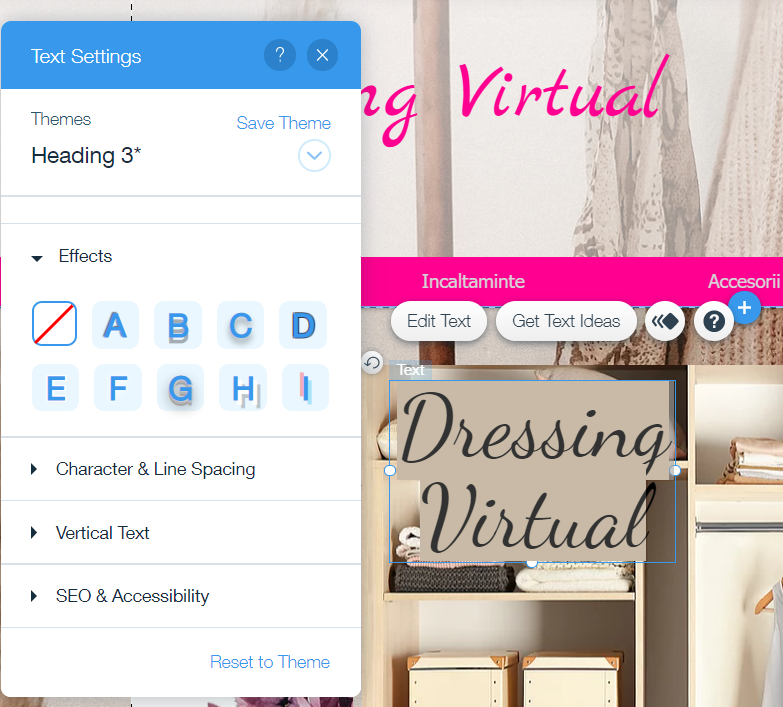 Text Settings
?
Themes
Save Theme
Heading 3*
Effects
A B C D
E F G H I
Character & Line Spacing
Vertical Text
SEO & Accessibility
Reset to Theme
Virtual
Incaltaminte
Accesorii
Edit Text
Get Text Ideas
?
Text
Dressing
Virtual